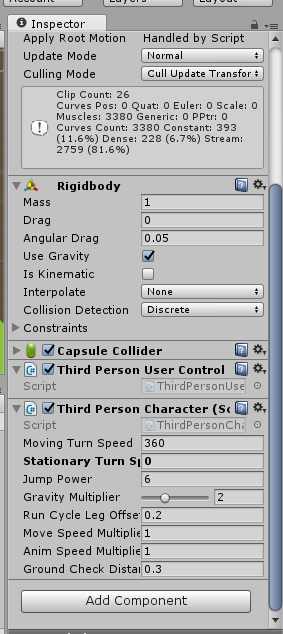 Account
Layers
Layout
Inspector
Apply Root Motion Handled by Script
Update Mode Normal
Culling Mode Cull Update Transfor
Clip Count: 26
Curves Pos: 0 Quat: 0 Euler: 0 Scale: 0
Muscles: 3380 Generic: 0 PPtr: 0
Curves Count: 3380 Constant: 393
(11.6%) Dense: 228 (6.7%) Stream:
2759 (81.6%)
Rigidbody
Mass 1
Drag 0
Angular Drag 0.05
Use Gravity
Is Kinematic
Interpolate None
Collision Detection Discrete
Constraints
Capsule Collider
Third Person User Control
Script ThirdPersonUse
Third Person Character (Sc
Script ThirdPersonCha
Moving Turn Speed 360
Stationary Turn Sp 0
Jump Power 6
Gravity Multiplier 2
Run Cycle Leg Offset 0.2
Move Speed Multiplie 1
Anim Speed Multiplie 1
Ground Check Distan 0.3
Add Component